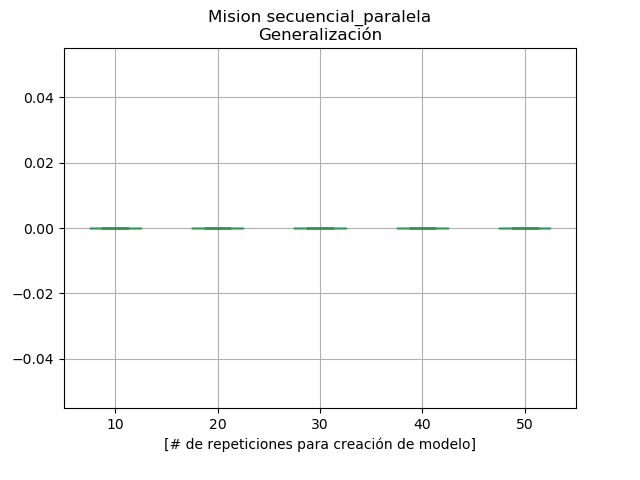 Mision secuencial_paralela
Generalización
0.04
0.02
0.00
−0.02
−0.04
10 20 30 40 50
[# de repeticiones para creación de modelo]